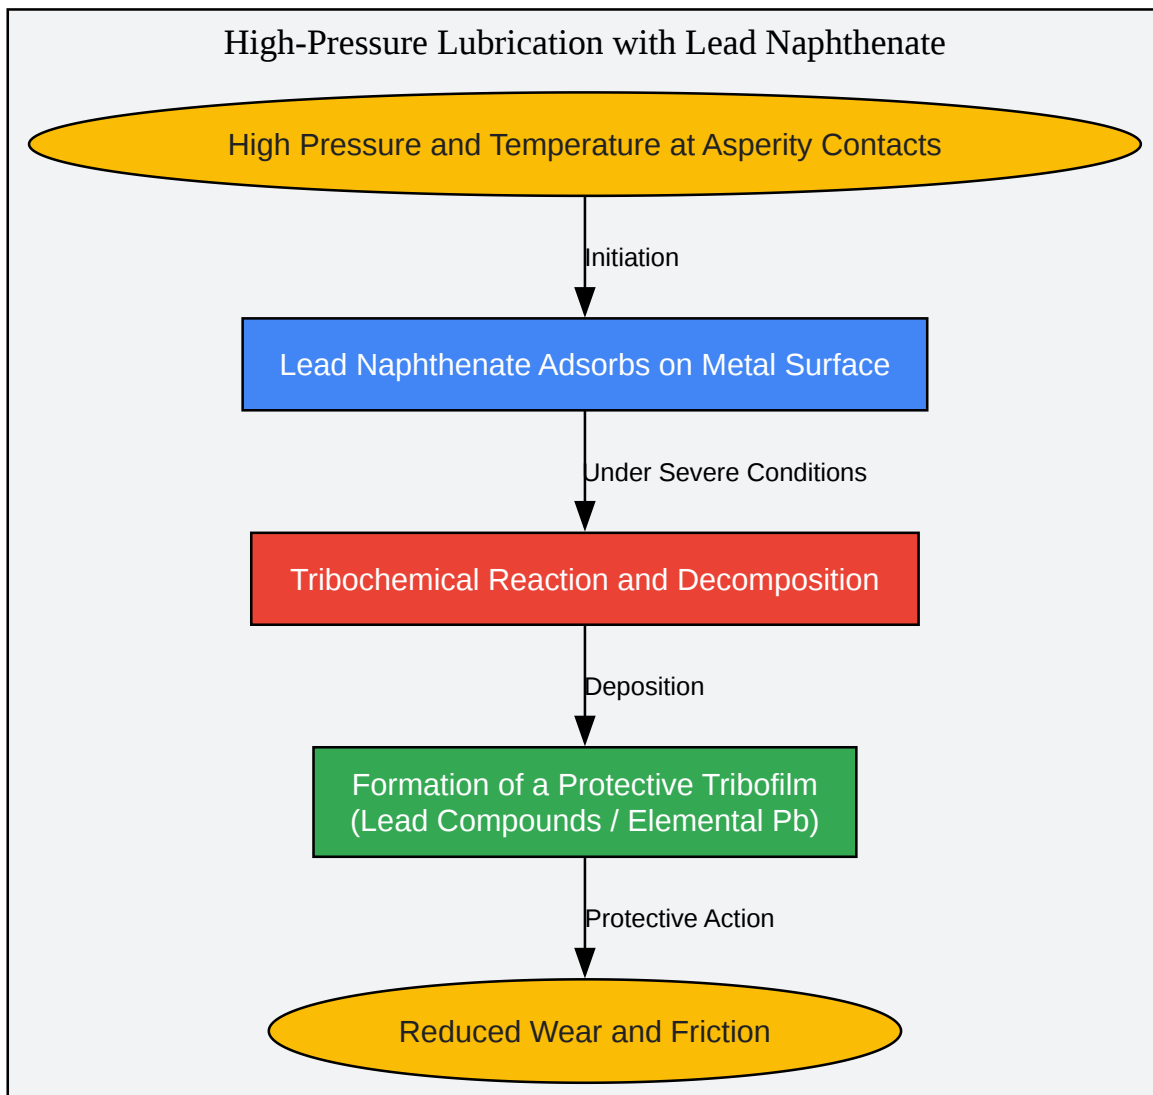 High-Pressure Lubrication with Lead Naphthenate
High Pressure and Temperature at Asperity Contacts
Initiation
Lead Naphthenate Adsorbs on Metal Surface
Under Severe Conditions
Tribochemical Reaction and Decomposition
Deposition
Formation of a Protective Tribofilm
(Lead Compounds / Elemental Pb)
Protective Action
Reduced Wear and Friction